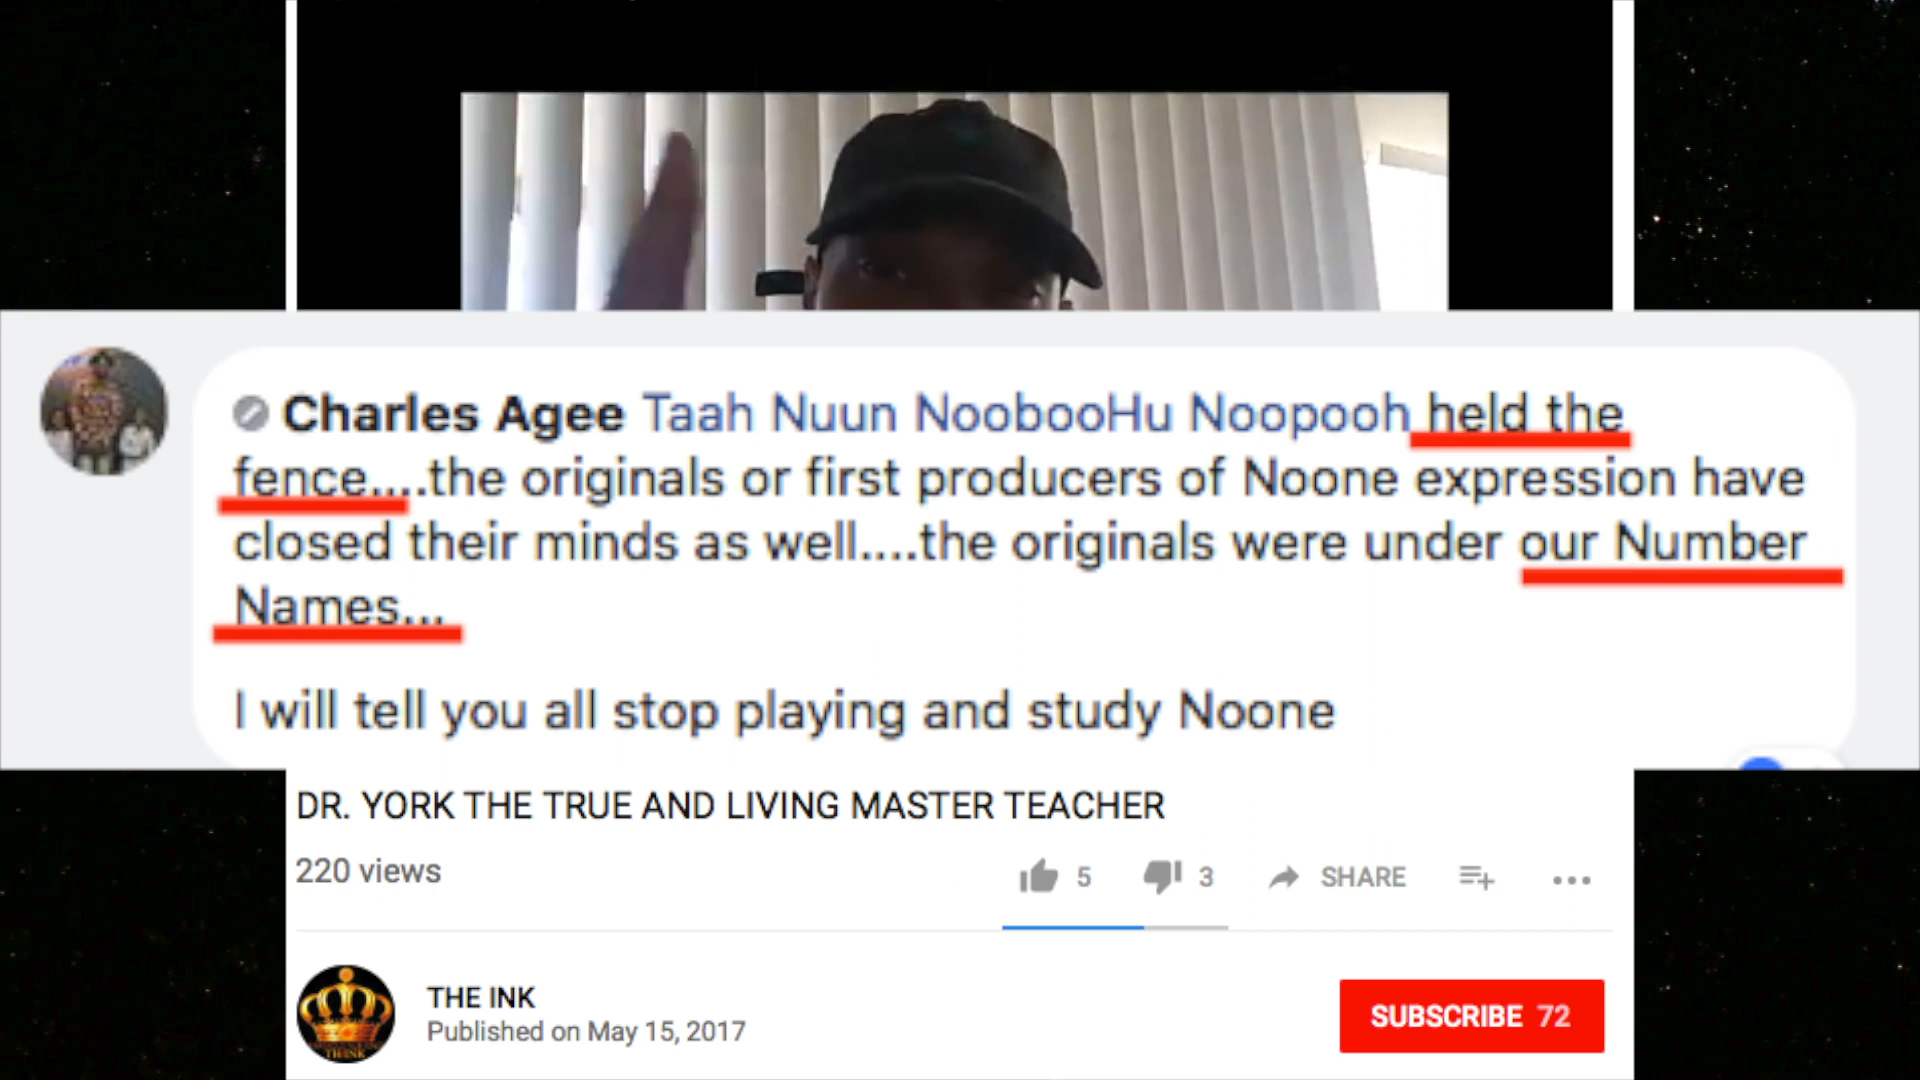 Charles Agee Taah Nuun NoobooHu Noopooh held the
fence....the originals or first producers of Noone expression have
closed their minds as well....the originals were under our Number
Names...
I will tell you all stop playing and study Noone
DR. YORK THE TRUE AND LIVING MASTER TEACHER
220 views
5 3 SHARE
THE INK
Published on May 15, 2017
SUBSCRIBE 72
THINK